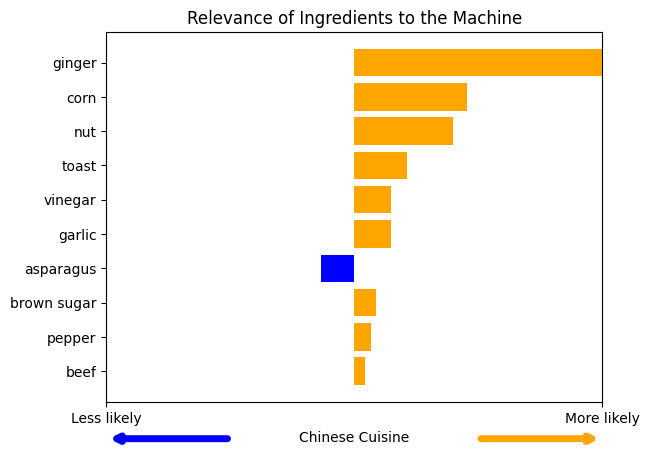 Relevance of Ingredients to the Machine
ginger
corn
nut
toast
vinegar
garlic
asparagus
brown sugar
pepper
beef
Less likely
More likely
Chinese Cuisine